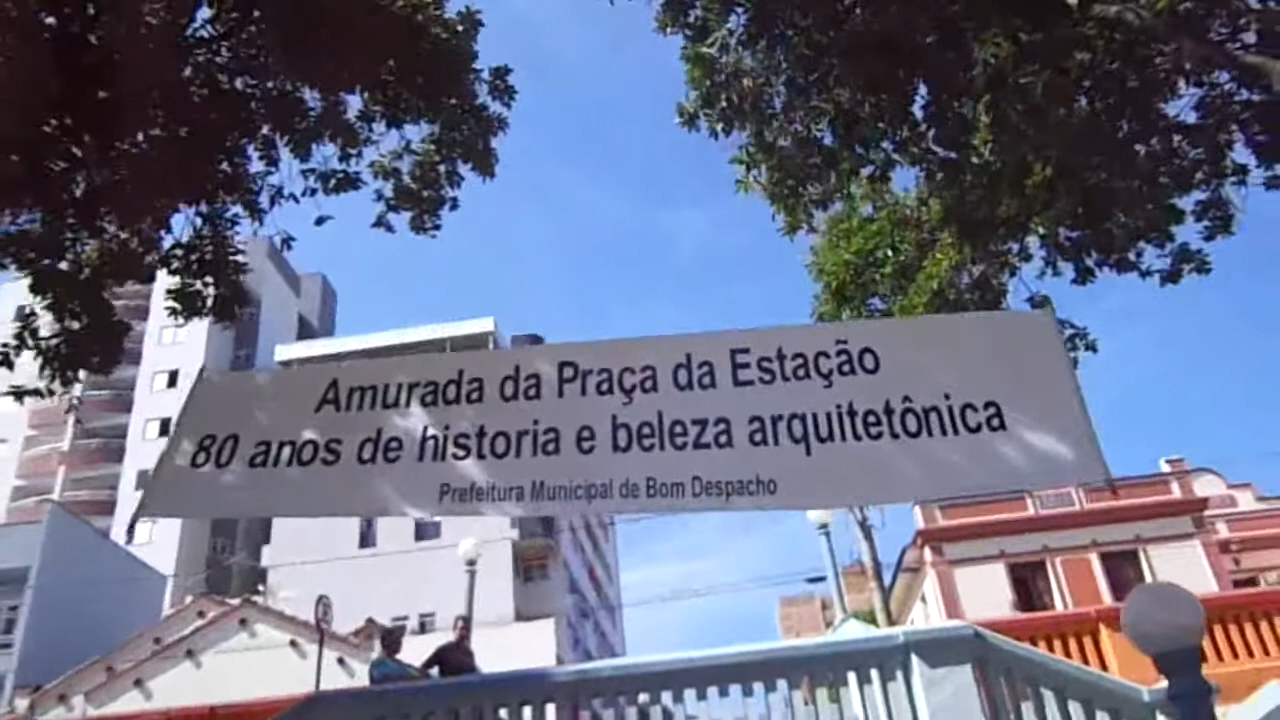 Amurada da Praça da Estação
80 anos de historia e beleza arquitetônica
Prefeitura Municipal de Bom Despacho